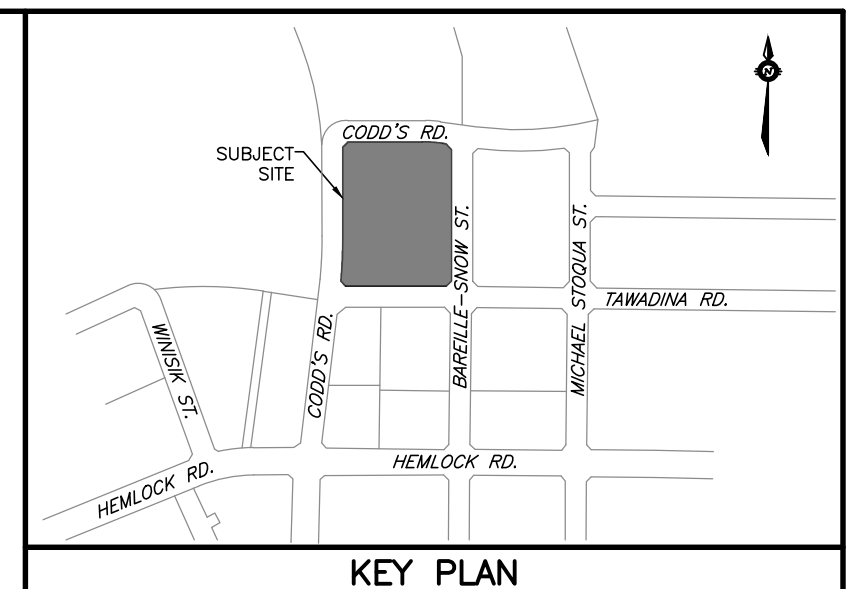 CODD'S RD.
N
SUBJECT
SITE
BAREILLE-SNOW ST.
MICHAEL STOQUA ST.
TAWADINA RD.
WINISIK ST.
CODD'S RD.
HEMLOCK RD.
HEMLOCK RD.
KEY PLAN